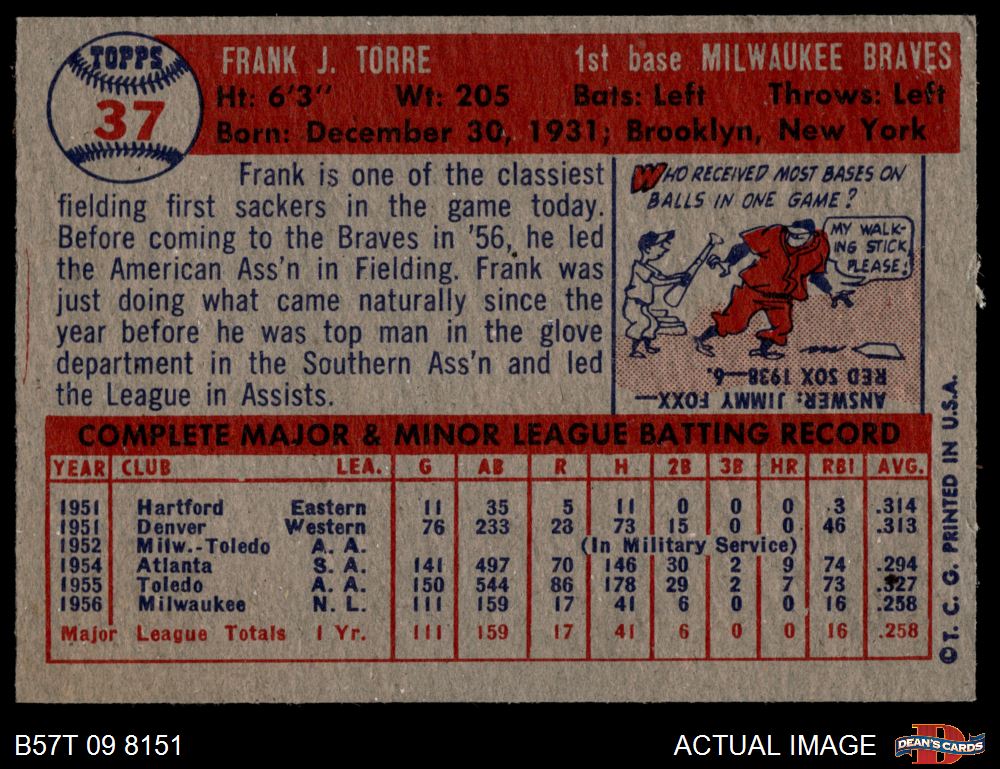 TOPPS
37
FRANK J. TORRE 1st base MILWAUKEE BRAVES
Ht: 6'3" Wt: 205 Bats: Left Throws: Left
Born: December 30, 1931; Brooklyn, New York
Frank is one of the classiest
fielding first sackers in the game today.
Before coming to the Braves in '56, he led
the American Ass'n in Fielding. Frank was
just doing what came naturally since the
year before he was top man in the glove
department in the Southern Ass'n and led
the League in Assists.
WHO RECEIVED MOST BASES ON
BALLS IN ONE GAME?
MY WALK-
ING STICK,
PLEASE!
ANSWER: JIMMY FOXX—
RED SOX 1938—6.
COMPLETE MAJOR & MINOR LEAGUE BATTING RECORD
YEAR CLUB LEA. G AB R H 2B 3B HR RBI AVG.
1951 Hartford Eastern 11 35 5 11 0 0 0 3 .314
1951 Denver Western 76 233 28 73 15 0 0 46 .313
1952 Milw.-Toledo A. A. (In Military Service)
1954 Atlanta S. A. 141 497 70 146 30 2 9 74 .294
1955 Toledo A. A. 150 544 86 178 29 2 7 73 .327
1956 Milwaukee N. L. 111 159 17 41 6 0 0 16 .258
Major League Totals 1 Yr. 111 159 17 41 6 0 0 16 .258
©T. C. G. PRINTED IN U.S.A.
B57T 09 8151
ACTUAL IMAGE
D
DEAN'S CARDS